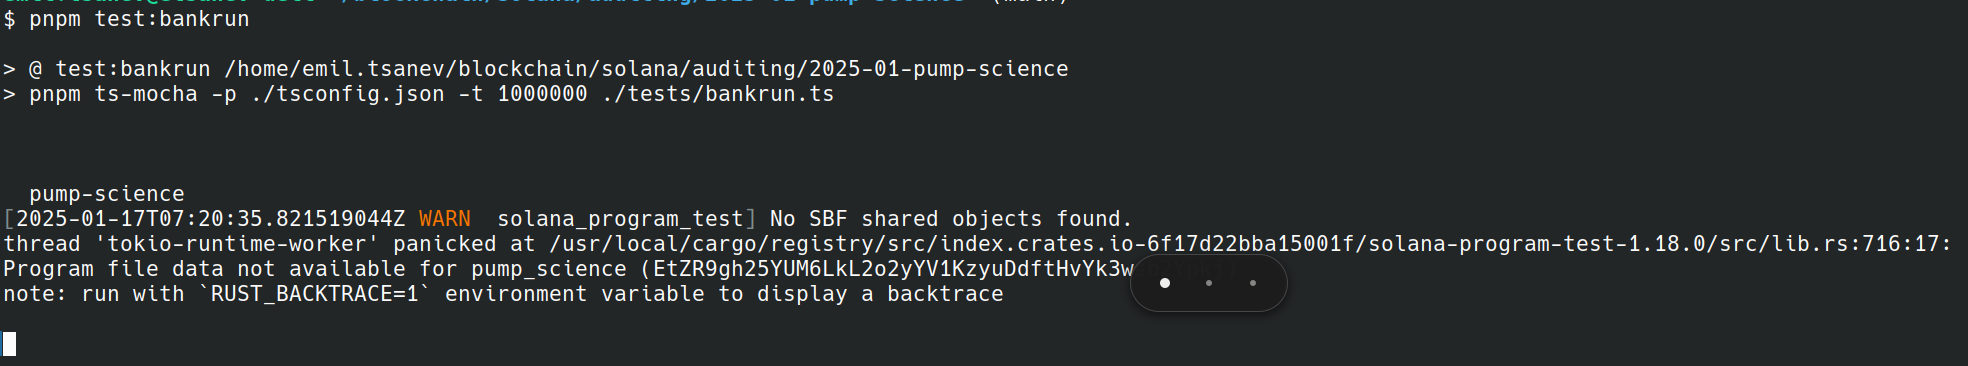 $ pnpm test:bankrun
> @ test:bankrun /home/emil.tsanev/blockchain/solana/auditing/2025-01-pump-science
> pnpm ts-mocha -p ./tsconfig.json -t 1000000 ./tests/bankrun.ts
pump-science
[2025-01-17T07:20:35.821519044Z WARN  solana_program_test] No SBF shared objects found.
thread 'tokio-runtime-worker' panicked at /usr/local/cargo/registry/src/index.crates.io-6f17d22bba15001f/solana-program-test-1.18.0/src/lib.rs:716:17:
Program file data not available for pump_science (EtZR9gh25YUM6LkL2o2yYV1KzyuDdftHvYk3w
note: run with `RUST_BACKTRACE=1` environment variable to display a backtrace